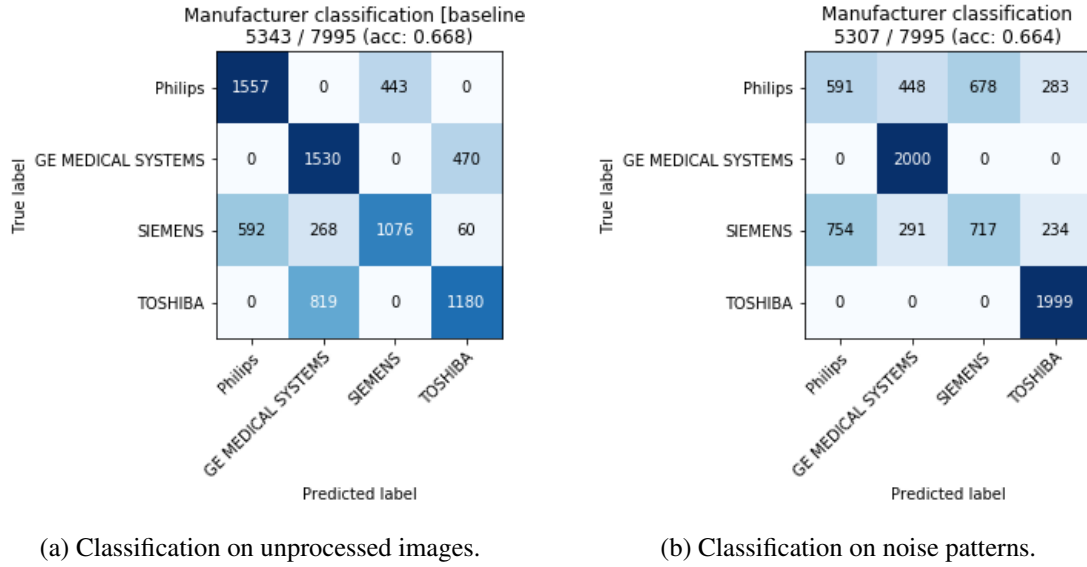 Manufacturer classification [baseline
5343 / 7995 (acc: 0.668)
True label
Philips 1557 0 443 0
GE MEDICAL SYSTEMS 0 1530 0 470
SIEMENS 592 268 1076 60
TOSHIBA 0 819 0 1180
Philips GE MEDICAL SYSTEMS SIEMENS TOSHIBA
Predicted label
(a) Classification on unprocessed images.
Manufacturer classification
5307 / 7995 (acc: 0.664)
True label
Philips 591 448 678 283
GE MEDICAL SYSTEMS 0 2000 0 0
SIEMENS 754 291 717 234
TOSHIBA 0 0 0 1999
Philips GE MEDICAL SYSTEMS SIEMENS TOSHIBA
Predicted label
(b) Classification on noise patterns.